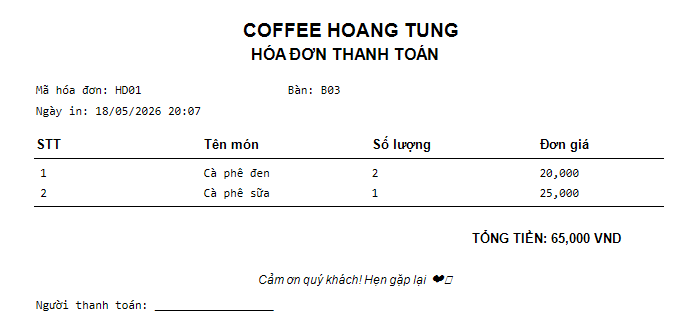 COFFEE HOANG TUNG
HÓA ĐƠN THANH TOÁN
Mã hóa đơn: HD01 Bàn: B03
Ngày in: 18/05/2026 20:07
STT Tên món Số lượng Đơn giá
1 Cà phê đen 2 20,000
2 Cà phê sữa 1 25,000
TỔNG TIỀN: 65,000 VND
Cảm ơn quý khách! Hẹn gặp lại ❤️
Người thanh toán: __________________